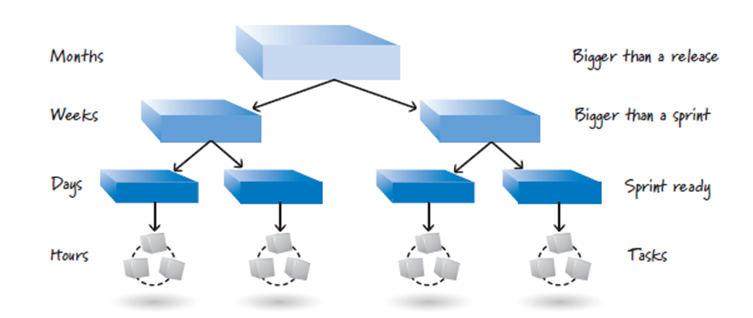 Months
Bigger than a release
Weeks
Bigger than a sprint
Days
Sprint ready
Hours
Tasks